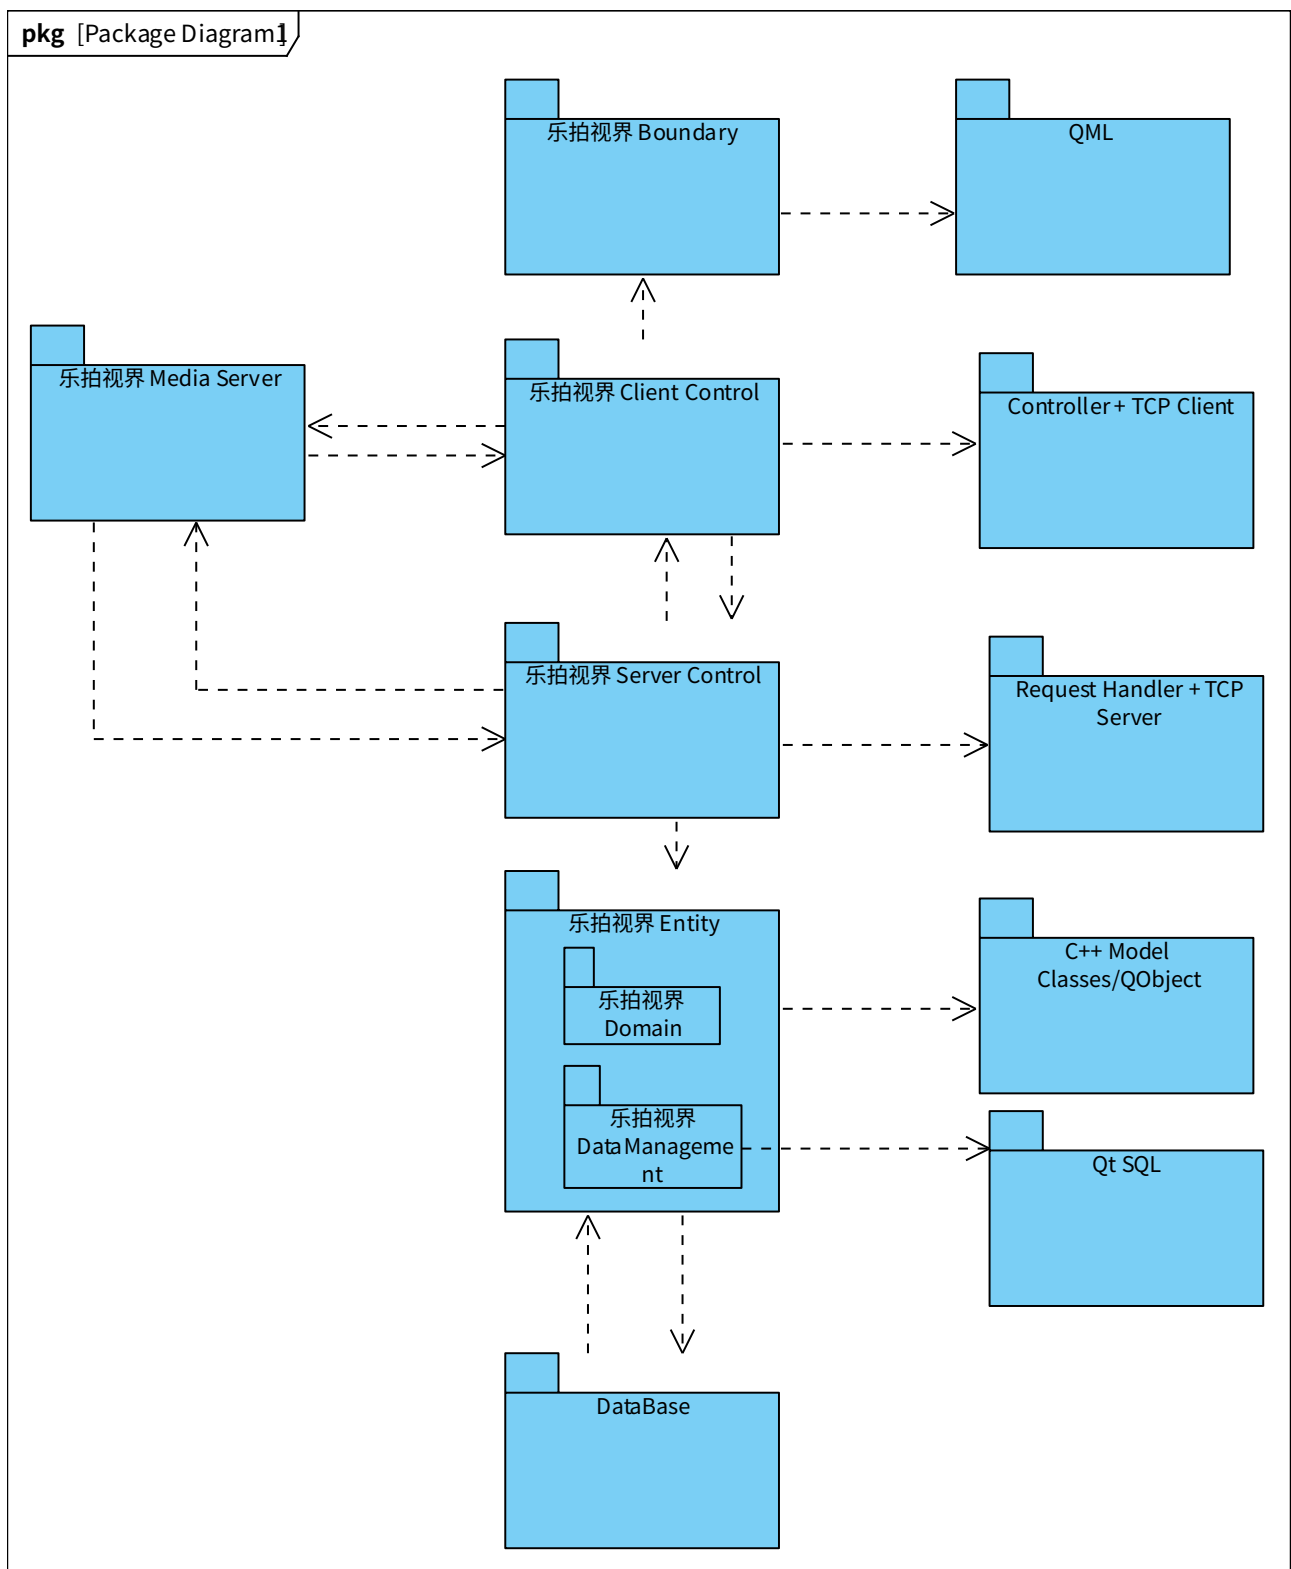 pkg [Package Diagram1]
乐拍视界 Boundary
QML
乐拍视界 Media Server
乐拍视界 Client Control
Controller + TCP Client
乐拍视界 Server Control
Request Handler + TCP
Server
乐拍视界 Entity
乐拍视界
Domain
C++ Model
Classes/QObject
乐拍视界
DataManageme
nt
Qt SQL
DataBase